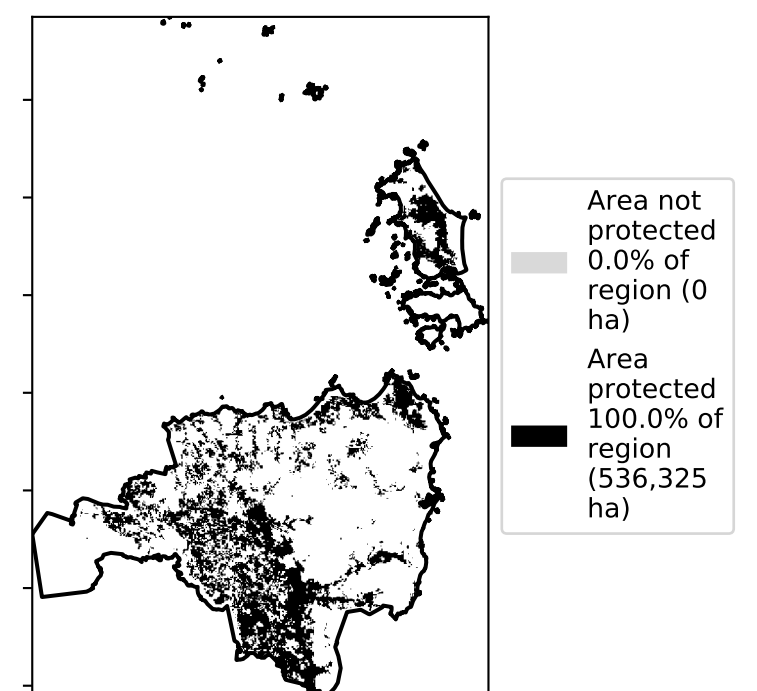 Area not
protected
0.0% of
region (0
ha)
Area
protected
100.0% of
region
(536,325
ha)